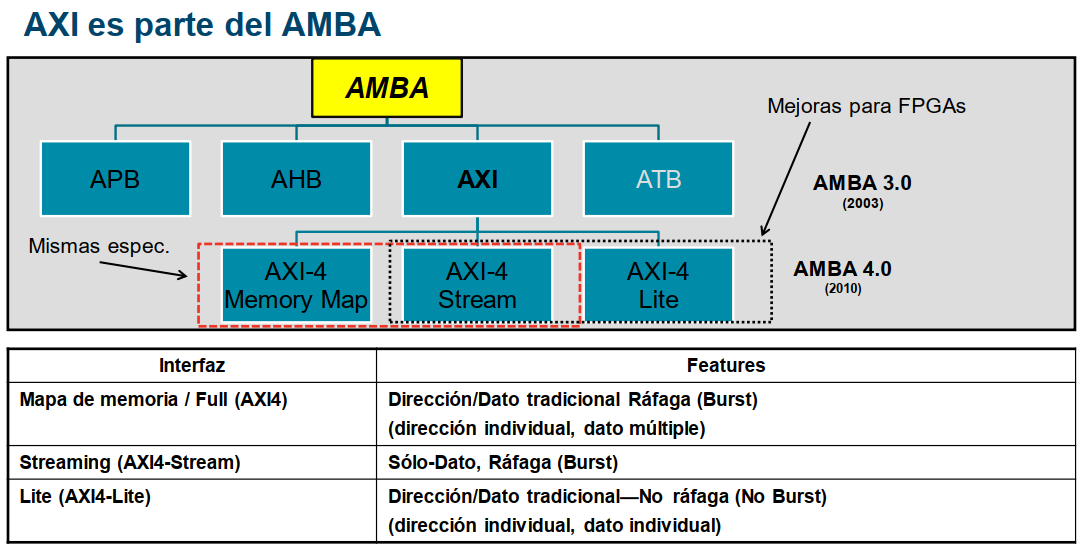 AXI es parte del AMBA
AMBA
Mejoras para FPGAs
APB
AHB
AXI
ATB
AMBA 3.0
(2003)
Mismas espec.
AXI-4
Memory Map
AXI-4
Stream
AXI-4
Lite
AMBA 4.0
(2010)
Interfaz
Features
Mapa de memoria / Full (AXI4)
Dirección/Dato tradicional Ráfaga (Burst)
(dirección individual, dato múltiple)
Streaming (AXI4-Stream)
Sólo-Dato, Ráfaga (Burst)
Lite (AXI4-Lite)
Dirección/Dato tradicional—No ráfaga (No Burst)
(dirección individual, dato individual)